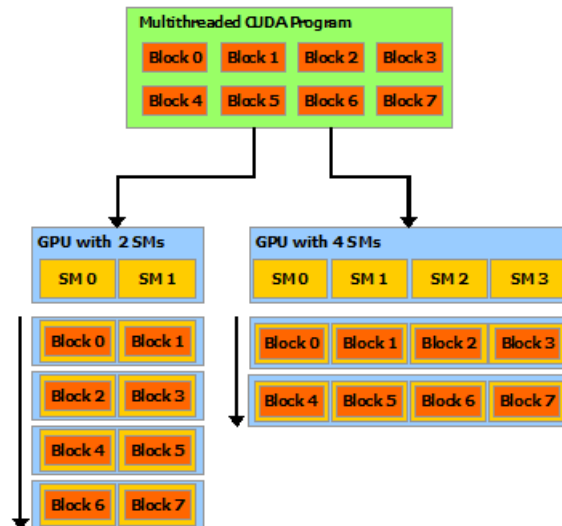 Multithreaded CUDA Program
Block 0 Block 1 Block 2 Block 3
Block 4 Block 5 Block 6 Block 7
GPU with 2 SMs
SM 0 SM 1
Block 0 Block 1
Block 2 Block 3
Block 4 Block 5
Block 6 Block 7
GPU with 4 SMs
SM 0 SM 1 SM 2 SM 3
Block 0 Block 1 Block 2 Block 3
Block 4 Block 5 Block 6 Block 7